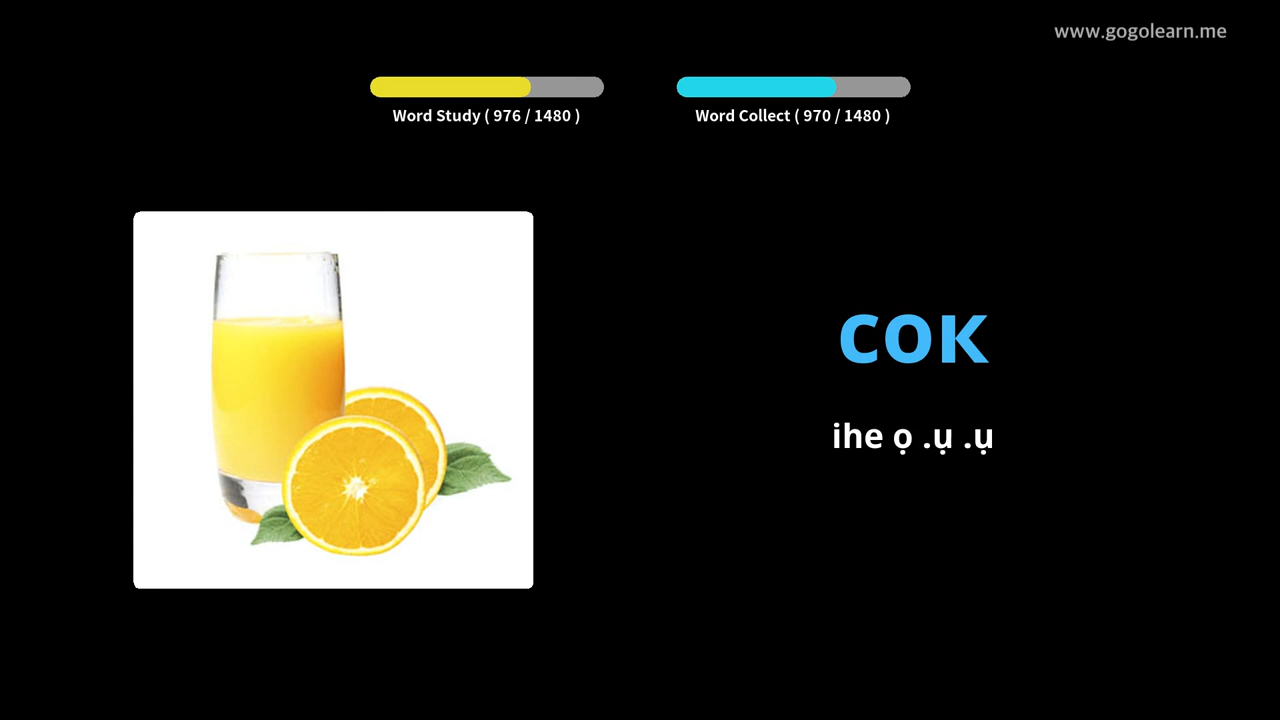 www.gogolearn.me
Word Study ( 976 / 1480 )
Word Collect ( 970 / 1480 )
сок
ihe ọ .ụ .ụ